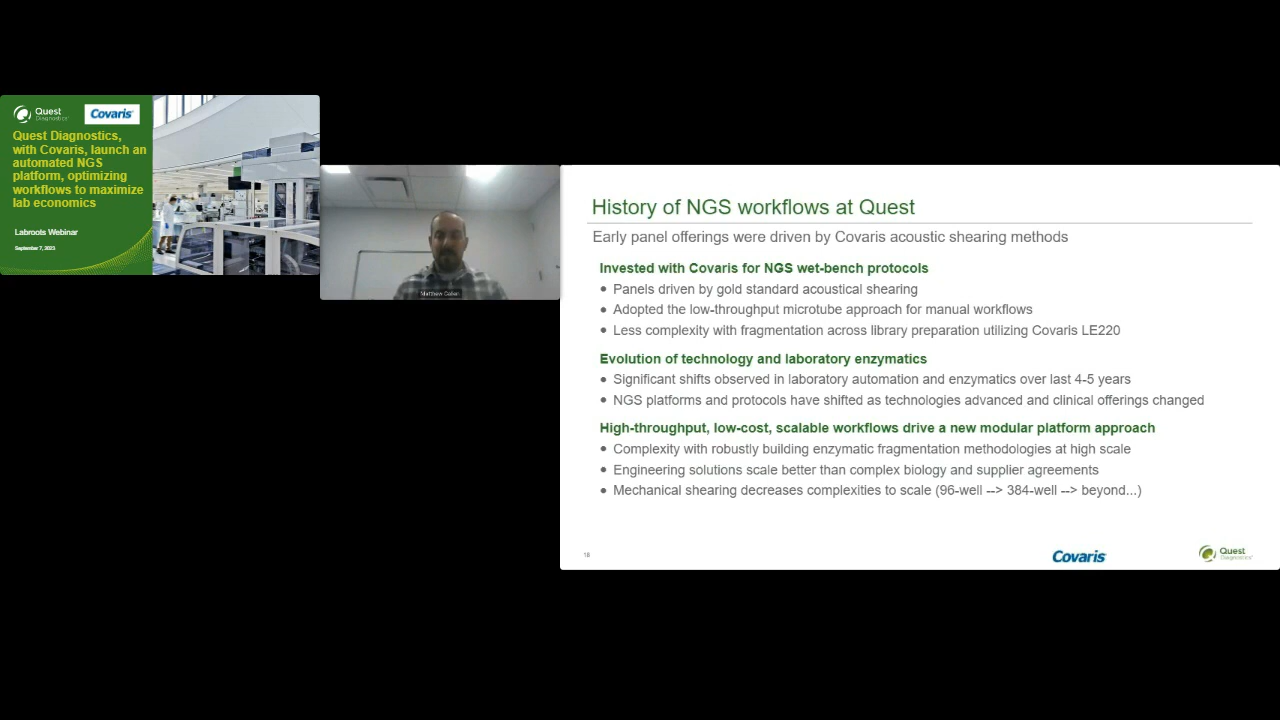 Quest
Diagnostics
Covaris
Quest Diagnostics,
with Covaris, launch an
automated NGS
platform, optimizing
workflows to maximize
lab economics
Labroots Webinar
September 7, 2023
History of NGS workflows at Quest
Early panel offerings were driven by Covaris acoustic shearing methods
Invested with Covaris for NGS wet-bench protocols
● Panels driven by gold standard acoustical shearing
● Adopted the low-throughput microtube approach for manual workflows
● Less complexity with fragmentation across library preparation utilizing Covaris LE220
Evolution of technology and laboratory enzymatics
● Significant shifts observed in laboratory automation and enzymatics over last 4-5 years
● NGS platforms and protocols have shifted as technologies advanced and clinical offerings changed
High-throughput, low-cost, scalable workflows drive a new modular platform approach
● Complexity with robustly building enzymatic fragmentation methodologies at high scale
● Engineering solutions scale better than complex biology and supplier agreements
● Mechanical shearing decreases complexities to scale (96-well --> 384-well --> beyond...)
18
Covaris
Quest
Diagnostics
Matthew